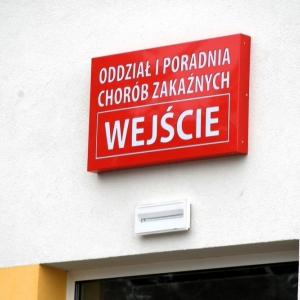 ODDZIAŁ I PORADNIA
CHORÓB ZAKAŹNYCH
WEJŚCIE